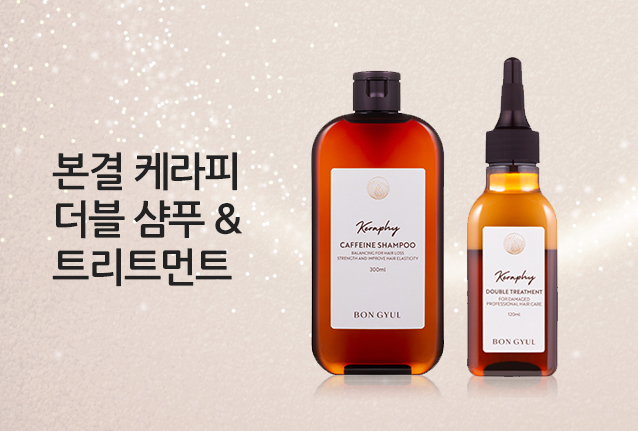 본결 케라피
더블 샴푸 &
트리트먼트
Keraphy
CAFFEINE SHAMPOO
BALANCING FOR HAIR LOSS
STRENGTH AND IMPROVE HAIR ELASTICITY
300ml
BON GYUL
Keraphy
DOUBLE TREATMENT
FOR DAMAGED
PROFESSIONAL HAIR CARE
120ml
BON GYUL